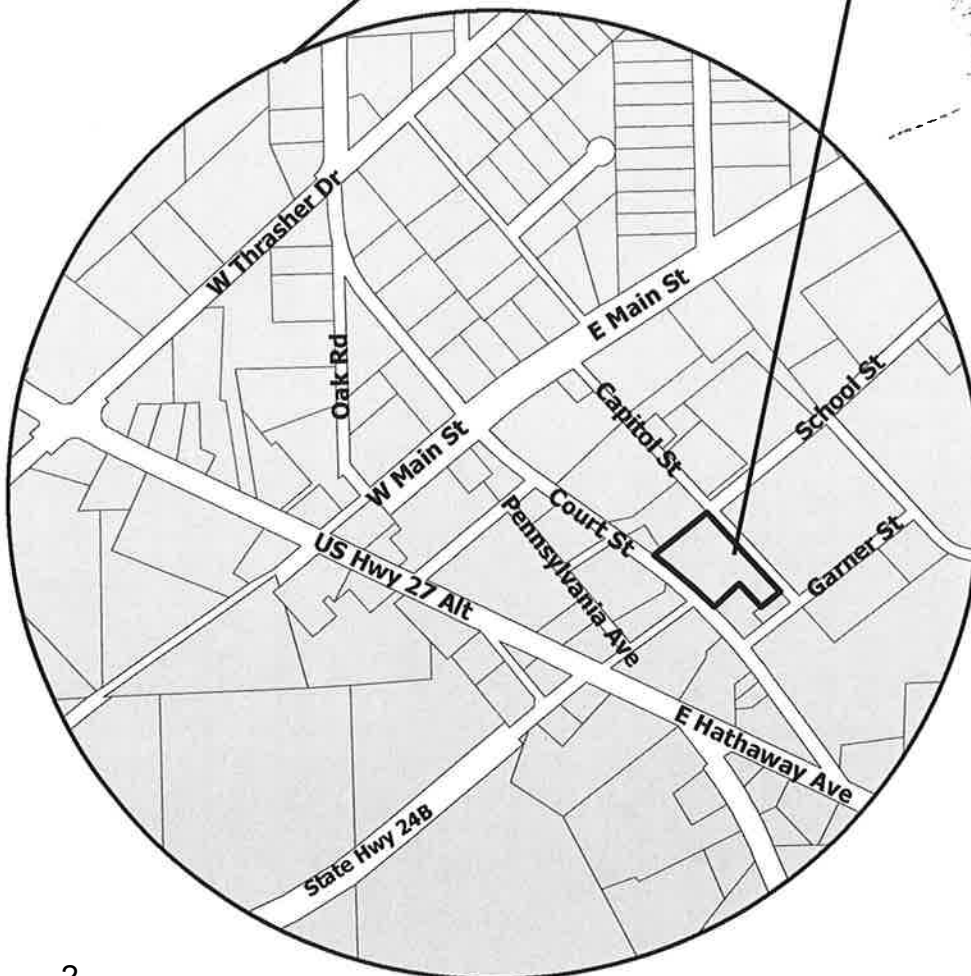 W Thrasher Dr
E Main St
Oak Rd
Capitol St
School St
W Main St
Court St
Pennsylvania Ave
Garner St
US Hwy 27 Alt
E Hathaway Ave
State Hwy 24B
2